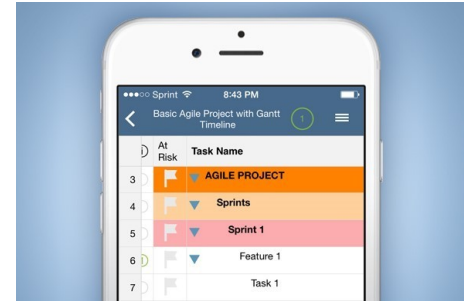 Sprint 8:43 PM
Basic Agile Project with Gantt
Timeline
1
At
Risk
Task Name
3 AGILE PROJECT
4 Sprints
5 Sprint 1
6 Feature 1
7 Task 1